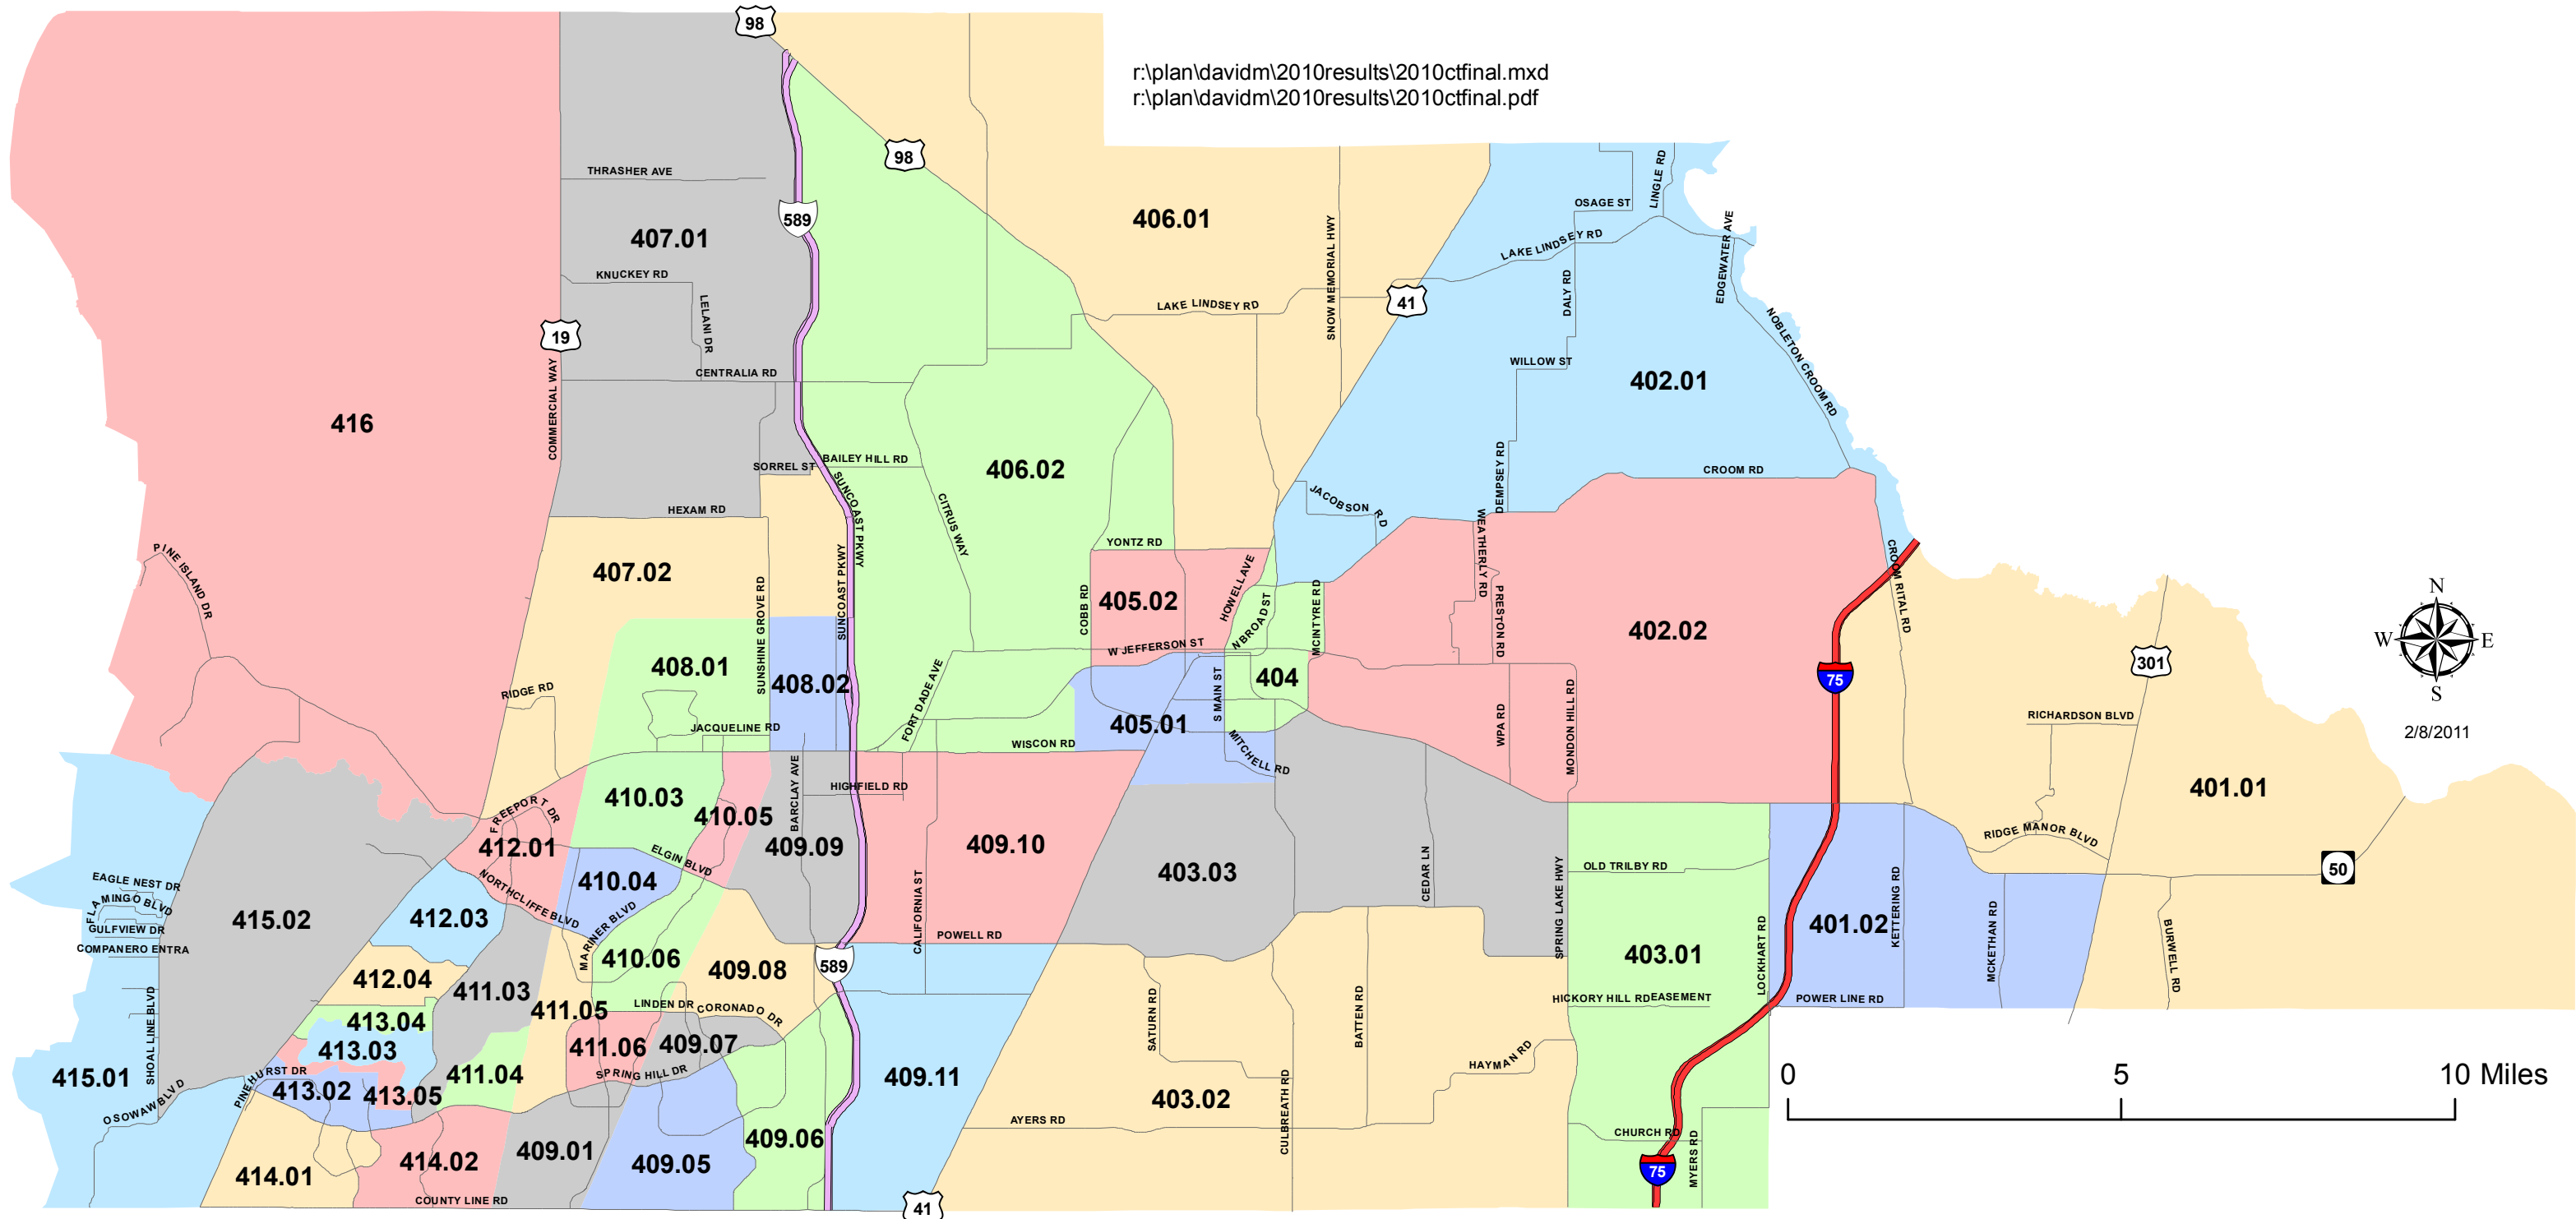 98
r:\plan\davidm\2010results\2010ctfinal.mxd
r:\plan\davidm\2010results\2010ctfinal.pdf
98
THRASHER AVE
LINGLE RD
OSAGE ST
589
406.01
407.01
SNOW MEMORIAL HWY
LAKE LINDSEY RD
EDGEWATER AVE
KNUCKEY RD
DALY RD
LELANI DR
LAKE LINDSEY RD
41
19
NOBLETON CROOM RD
WILLOW ST
CENTRALIA RD
402.01
COMMERCIAL WAY
416
BAILEY HILL RD
SORREL ST
406.02
CROOM RD
DEMPSEY RD
SUNCOAST PKWY
CITRUS WAY
JACOBSON RD
HEXAM RD
WEATHERLY RD
YONTZ RD
PINE ISLAND DR
407.02
SUNSHINE GROVE RD
SUNCOAST PKWY
COBB RD
405.02
HOWELL AVE
N BROAD ST
MCINTYRE RD
PRESTON RD
402.02
CROOM RITAL RD
N
W
E
S
2/8/2011
W JEFFERSON ST
301
408.01
408.02
404
75
RIDGE RD
FORT DADE AVE
S MAIN ST
405.01
WPA RD
MONDON HILL RD
RICHARDSON BLVD
JACQUELINE RD
WISCON RD
MITCHELL RD
HIGHFIELD RD
BARCLAY AVE
410.03
401.01
FREEPORT DR
410.05
412.01
409.09
409.10
RIDGE MANOR BLVD
ELGIN BLVD
OLD TRILBY RD
50
403.03
CEDAR LN
SPRING LAKE HWY
EAGLE NEST DR
410.04
NORTHCLIFFE BLVD
CALIFORNIA ST
KETTERING RD
FLAMINGO BLVD
415.02
412.03
GULFVIEW DR
MARINER BLVD
POWELL RD
401.02
MCKETHAN RD
BURWELL RD
COMPANERO ENTRA
410.06
409.08
589
403.01
LOCKHART RD
412.04
411.03
LINDEN DR
CORONADO DR
HICKORY HILL RD
EASEMENT
POWER LINE RD
411.05
413.04
SHOAL LINE BLVD
SATURN RD
BATTEN RD
413.03
411.06
409.07
HAYMAN RD
415.01
PINEHURST DR
411.04
SPRING HILL DR
409.11
413.02
413.05
0
5
10 Miles
OSOWAW BLVD
403.02
CULBREATH RD
AYERS RD
CHURCH RD
MYERS RD
409.06
409.01
409.05
414.02
414.01
75
COUNTY LINE RD
41